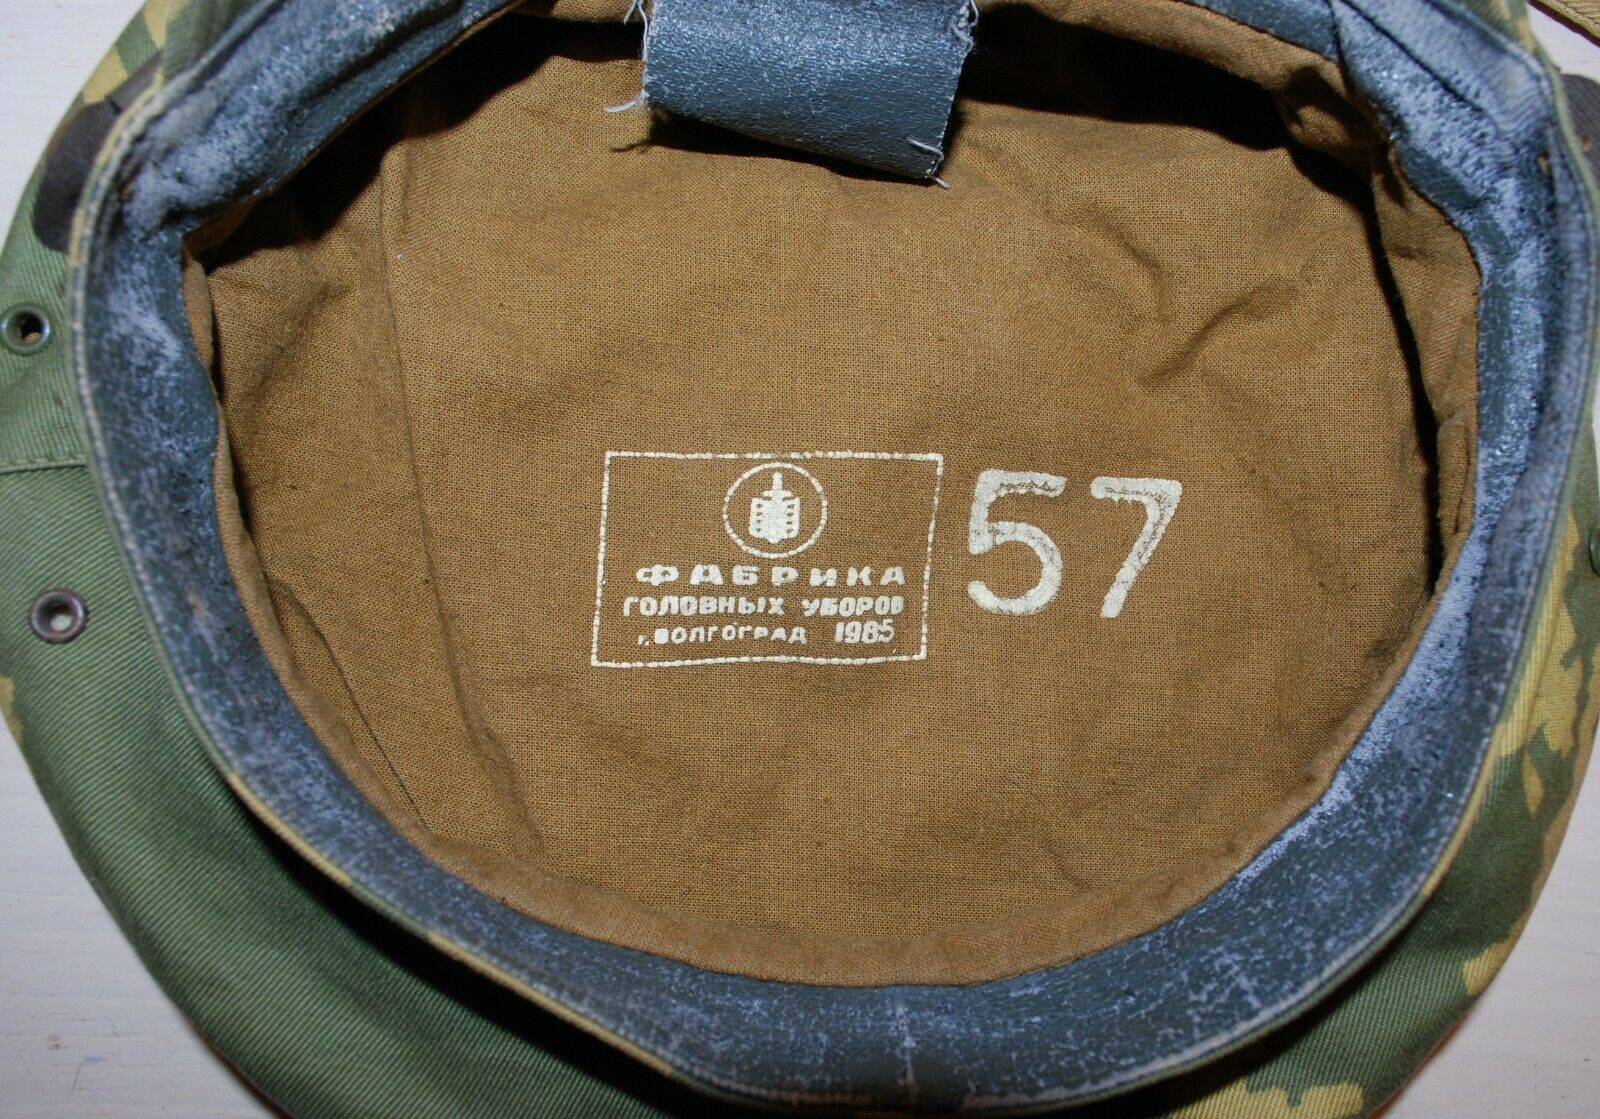 ФАБРИКА
ГОЛОВНЫХ УБОРОВ
г. ВОЛГОГРАД 1985
57